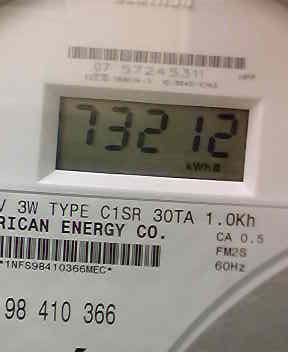 07 57245311
73212
kWh
V 3W TYPE C1SR 30TA 1.0Kh
RICAN ENERGY CO.
CA 0.5
FM2S
*1NFS98410366MEC*
60Hz
98 410 366